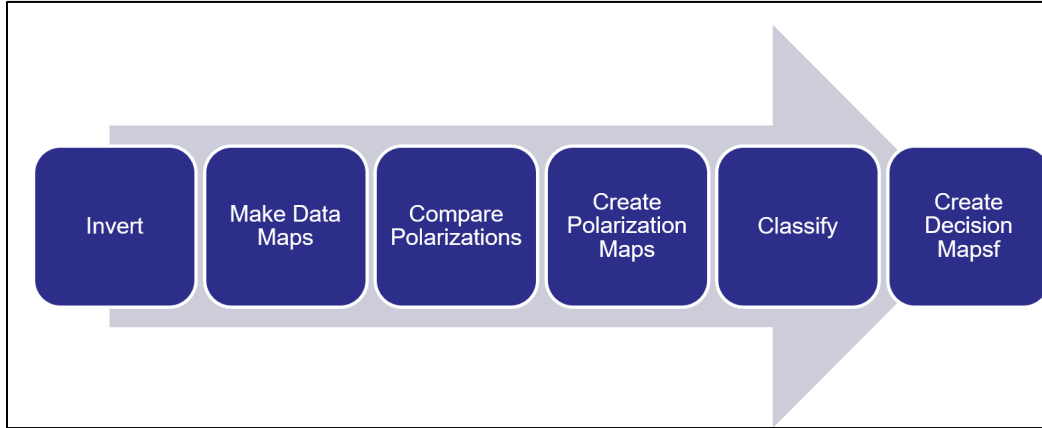 Invert
Make Data
Maps
Compare
Polarizations
Create
Polarization
Maps
Classify
Create
Decision
Mapsf